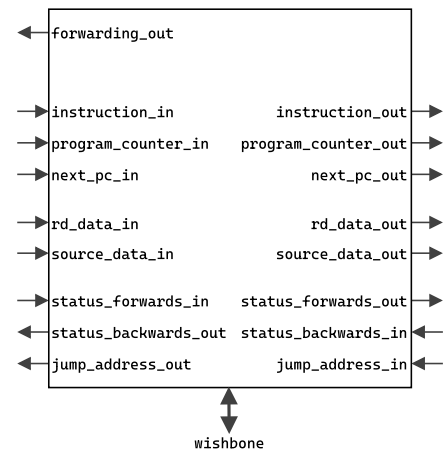 forwarding_out
instruction_in instruction_out
program_counter_in program_counter_out
next_pc_in next_pc_out
rd_data_in rd_data_out
source_data_in source_data_out
status_forwards_in status_forwards_out
status_backwards_out status_backwards_in
jump_address_out jump_address_in
wishbone